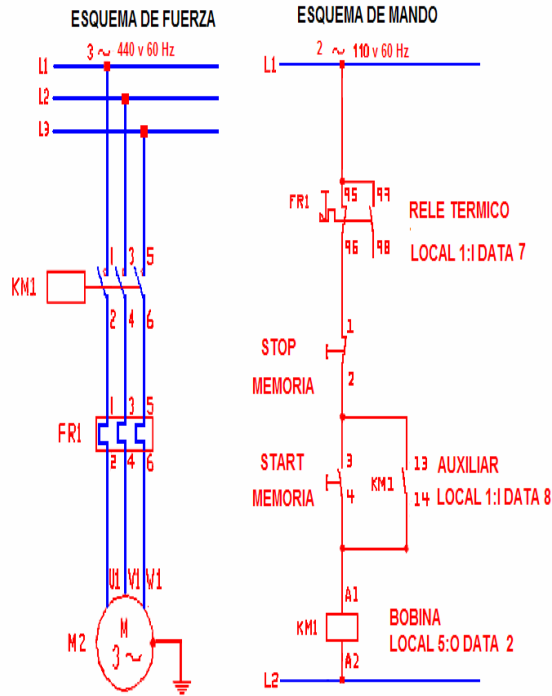 ESQUEMA DE FUERZA
3 ~ 440 v 60 Hz
L1
L2
L3
1 3 5
KM1
2 4 6
1 3 5
FR1
2 4 6
U1 V1 W1
M2
M
3 ~
ESQUEMA DE MANDO
2 ~ 110 v 60 Hz
L1
95 97
FR1
96 98
RELE TERMICO
LOCAL 1:I DATA 7
1
STOP
MEMORIA
2
3
START
MEMORIA
4
KM1
13 AUXILIAR
14 LOCAL 1:I DATA 8
A1
KM1
BOBINA
LOCAL 5:O DATA 2
A2
L2